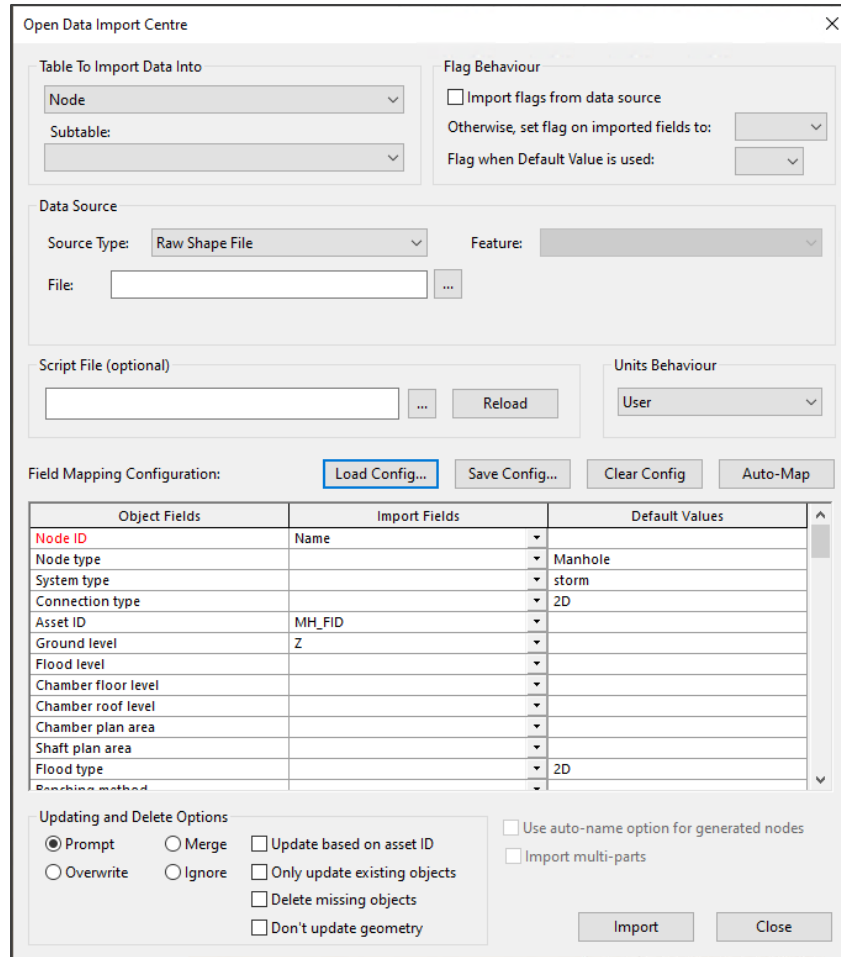 Open Data Import Centre
Table To Import Data Into
Node
Subtable:
Flag Behaviour
Import flags from data source
Otherwise, set flag on imported fields to:
Flag when Default Value is used:
Data Source
Source Type: Raw Shape File Feature:
File: ...
Script File (optional)
... Reload
Units Behaviour
User
Field Mapping Configuration: Load Config... Save Config... Clear Config Auto-Map
Object Fields Import Fields Default Values
Node ID Name
Node type Manhole
System type storm
Connection type 2D
Asset ID MH_FID
Ground level Z
Flood level
Chamber floor level
Chamber roof level
Chamber plan area
Shaft plan area
Flood type 2D
Benching method
Updating and Delete Options
Prompt Merge Update based on asset ID
Overwrite Ignore Only update existing objects
Delete missing objects
Don't update geometry
Use auto-name option for generated nodes
Import multi-parts
Import Close